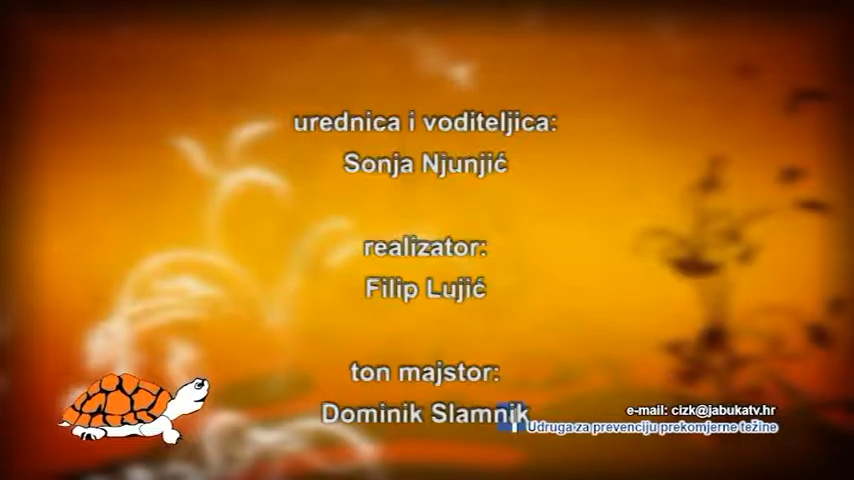 urednica i voditeljica:
Sonja Njunjić
realizator:
Filip Lujić
ton majstor:
Dominik Slamnik
e-mail: cizk@jabukatv.hr
Udruga za prevenciju prekomjerne težine